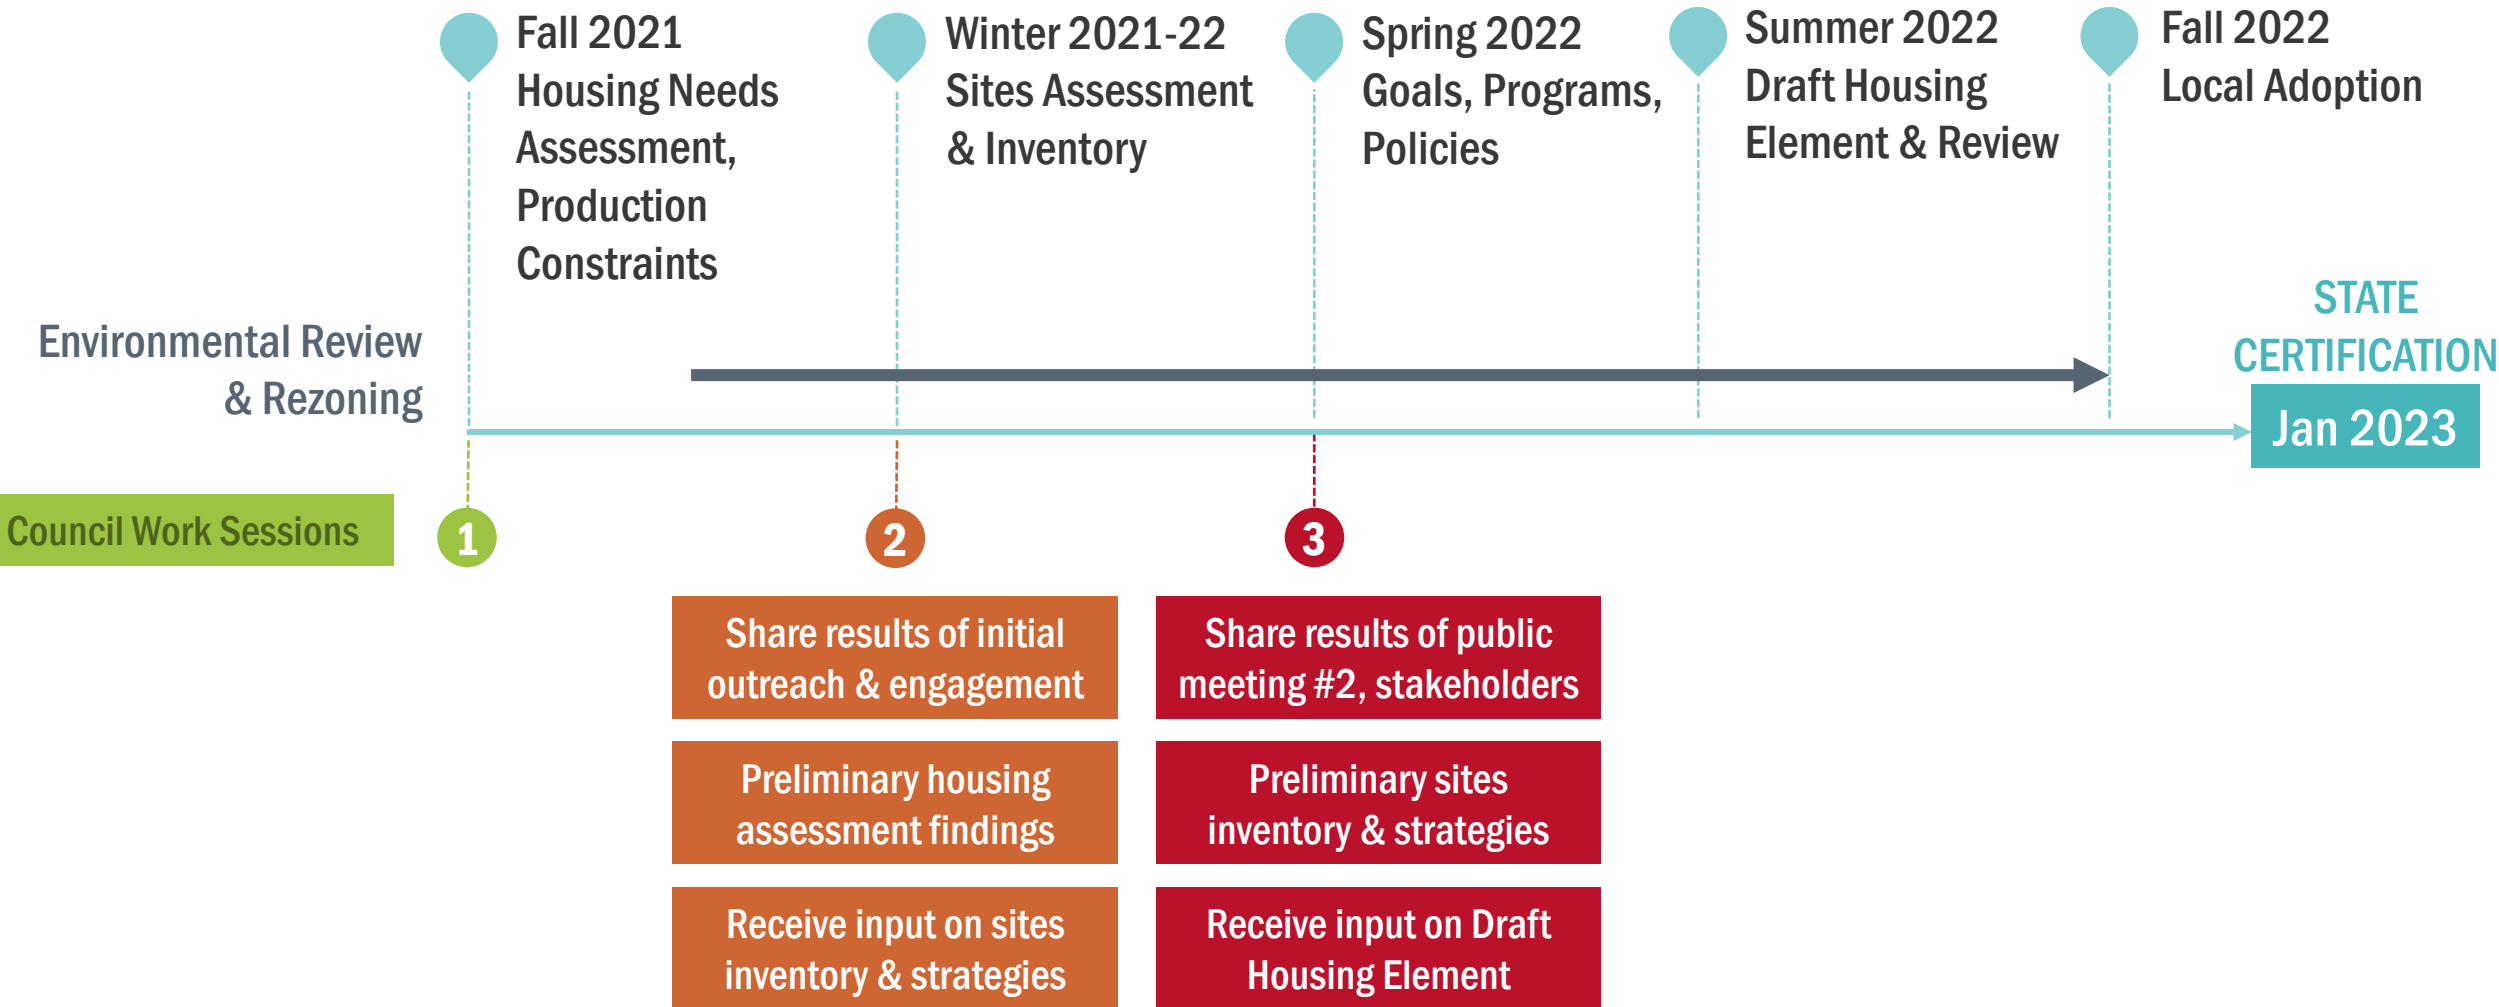 Fall 2021
Housing Needs
Assessment,
Production
Constraints
Winter 2021-22
Sites Assessment
& Inventory
Spring 2022
Goals, Programs,
Policies
Summer 2022
Draft Housing
Element & Review
Fall 2022
Local Adoption
Environmental Review
& Rezoning
STATE
CERTIFICATION
Jan 2023
Council Work Sessions
1
2
3
Share results of initial
outreach & engagement
Preliminary housing
assessment findings
Receive input on sites
inventory & strategies
Share results of public
meeting #2, stakeholders
Preliminary sites
inventory & strategies
Receive input on Draft
Housing Element